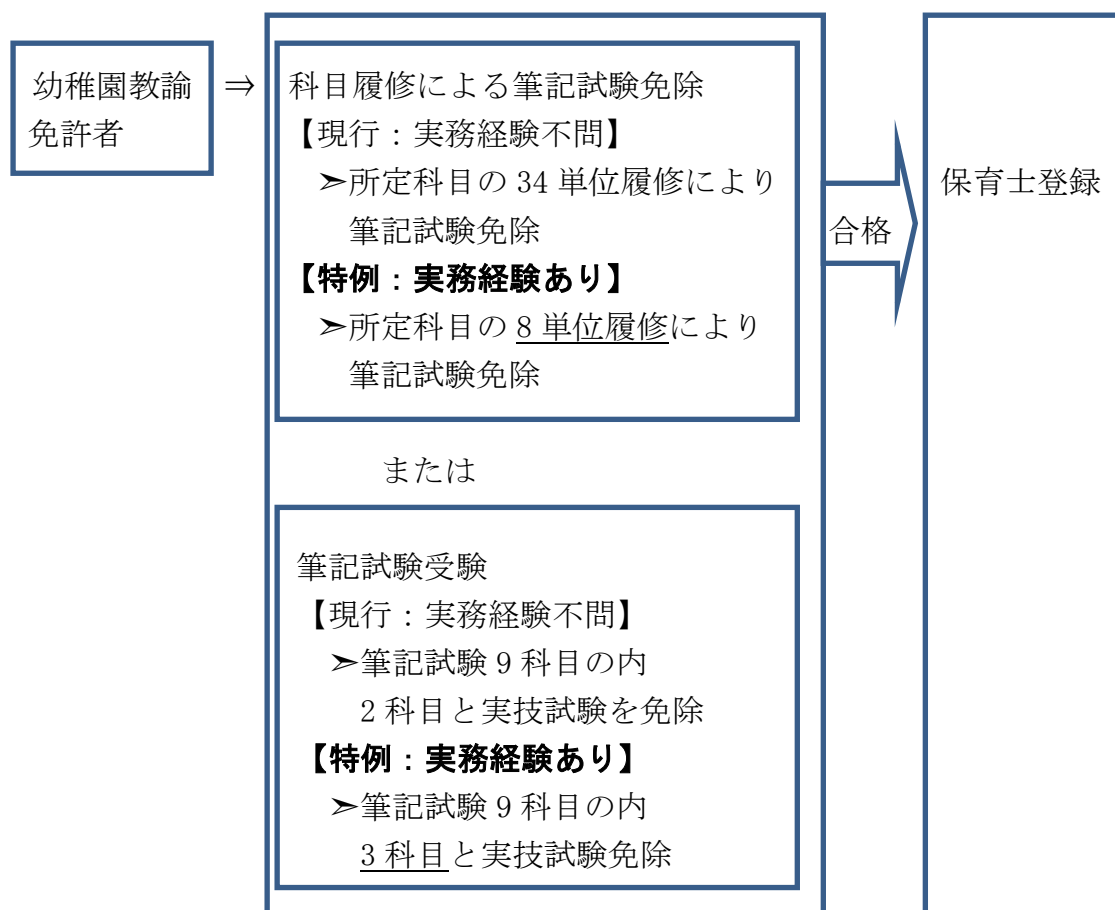 幼稚園教諭
免許者
⇒
科目履修による筆記試験免除
【現行：実務経験不問】
➢所定科目の 34 単位履修により
筆記試験免除
【特例：実務経験あり】
➢所定科目の 8 単位履修により
筆記試験免除
または
筆記試験受験
【現行：実務経験不問】
➢筆記試験 9 科目の内
2 科目と実技試験を免除
【特例：実務経験あり】
➢筆記試験 9 科目の内
3 科目と実技試験免除
合格
保育士登録